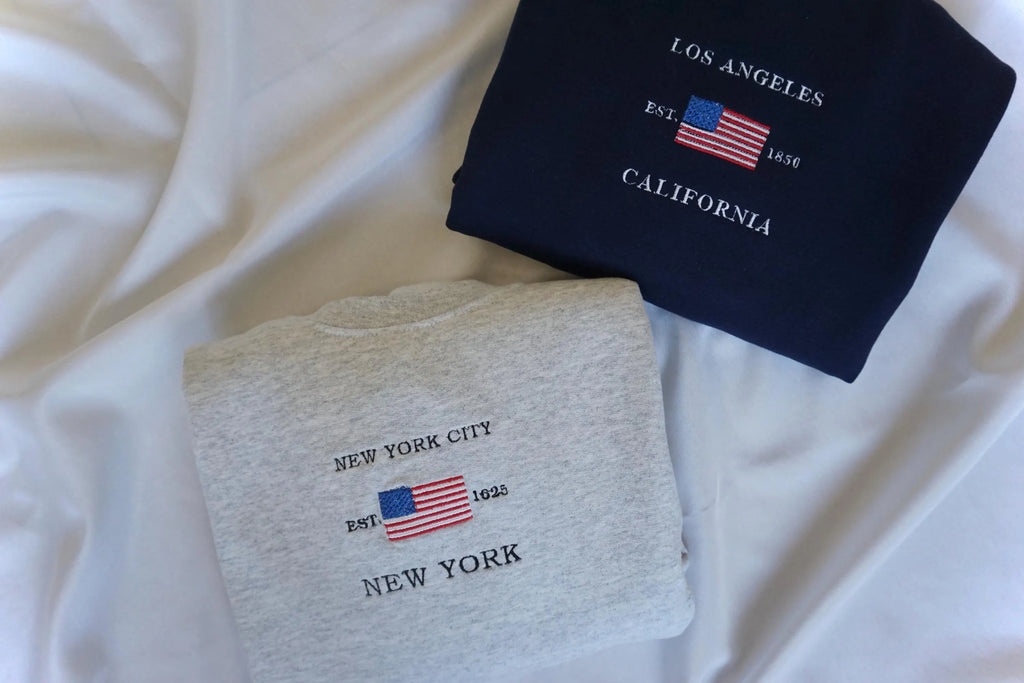 LOS ANGELES
EST. 1850
CALIFORNIA
NEW YORK CITY
EST. 1625
NEW YORK